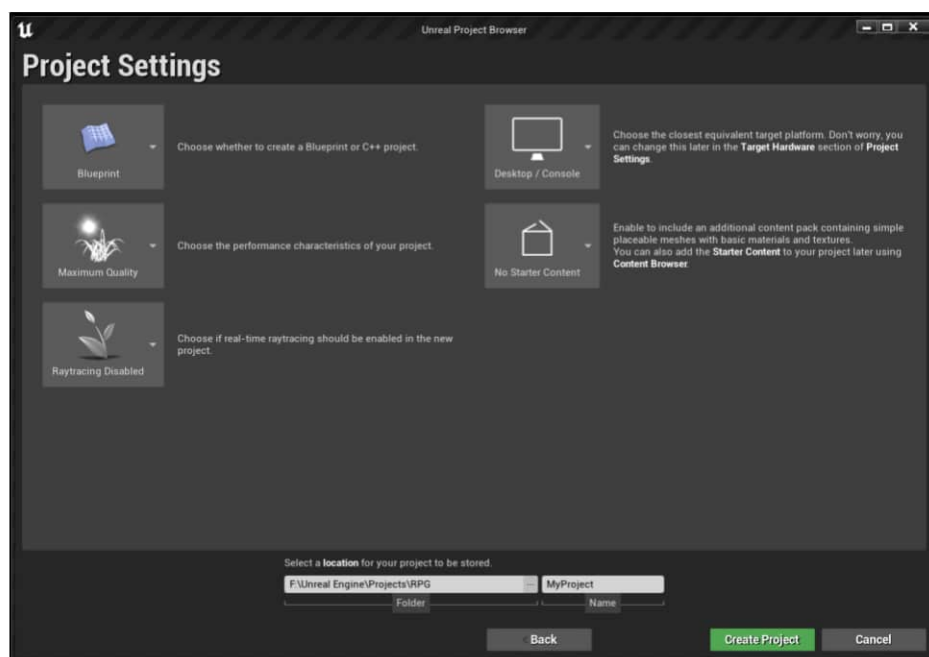 Unreal Project Browser
Project Settings
Blueprint
Choose whether to create a Blueprint or C++ project.
Desktop / Console
Choose the closest equivalent target platform. Don't worry, you
can change this later in the Target Hardware section of Project
Settings.
Maximum Quality
Choose the performance characteristics of your project.
No Starter Content
Enable to include an additional content pack containing simple
placeable meshes with basic materials and textures.
You can also add the Starter Content to your project later using
Content Browser.
Raytracing Disabled
Choose if real-time raytracing should be enabled in the new
project.
Select a location for your project to be stored.
F:\Unreal Engine\Projects\RPG
...
MyProject
Folder
Name
Back
Create Project
Cancel